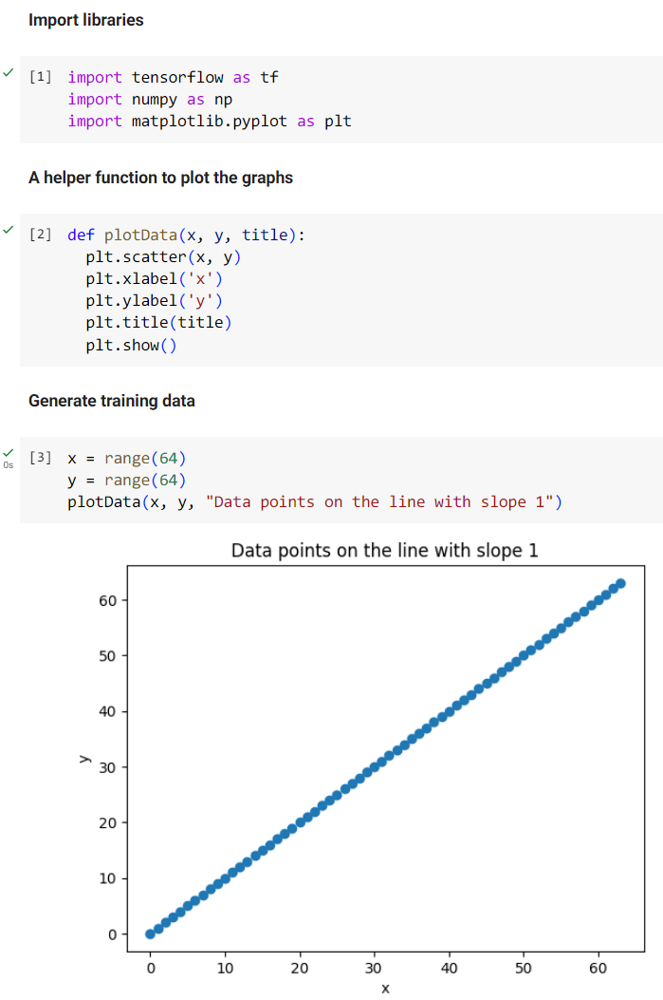 Import libraries
[1] import tensorflow as tf
import numpy as np
import matplotlib.pyplot as plt
A helper function to plot the graphs
[2] def plotData(x, y, title):
  plt.scatter(x, y)
  plt.xlabel('x')
  plt.ylabel('y')
  plt.title(title)
  plt.show()
Generate training data
[3] x = range(64)
0s
y = range(64)
plotData(x, y, "Data points on the line with slope 1")
Data points on the line with slope 1
60
50
40
y
30
20
10
0
0 10 20 30 40 50 60
x